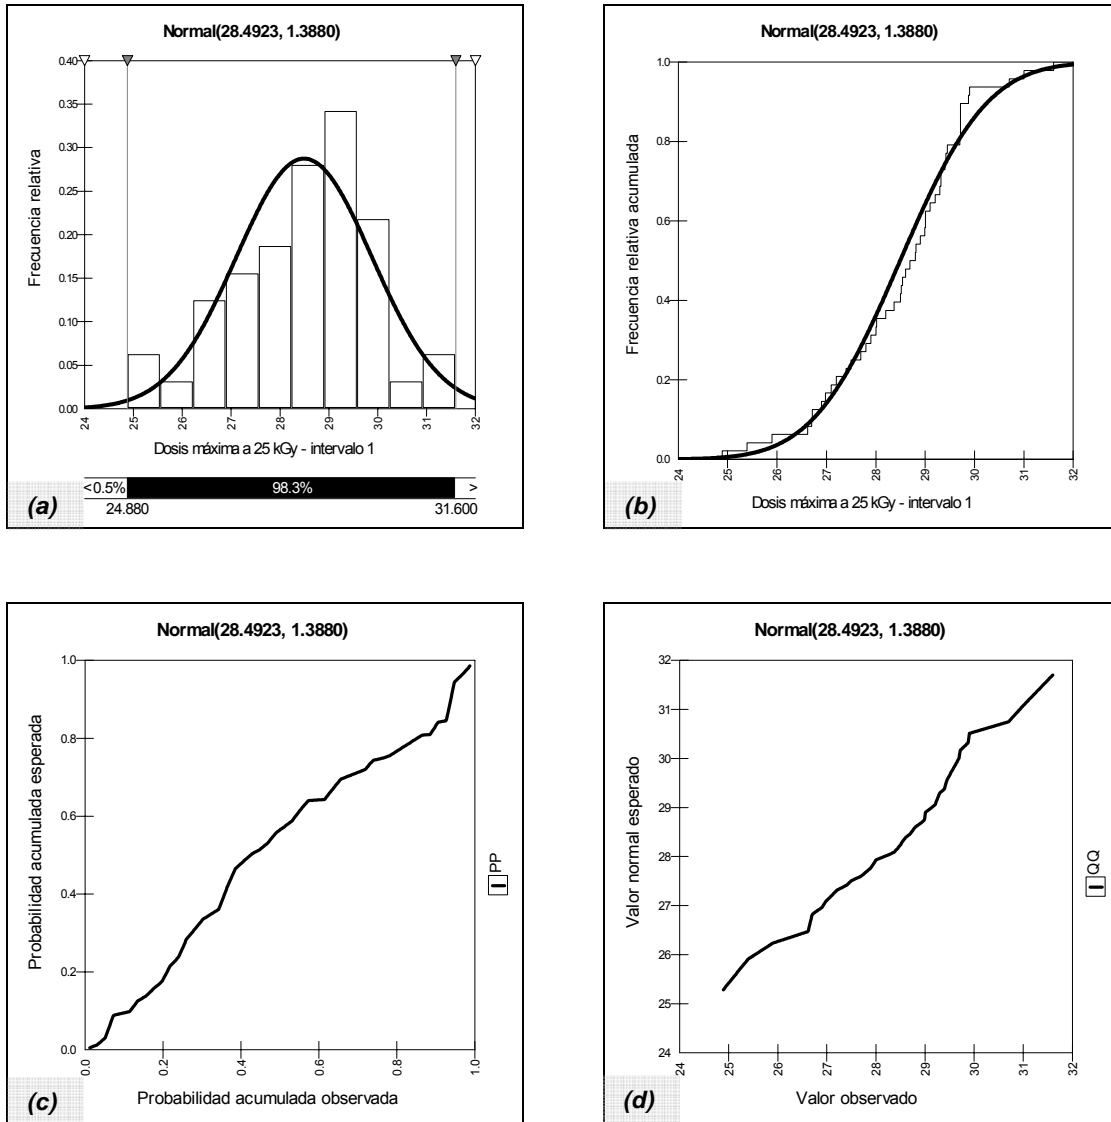 Normal(28.4923, 1.3880)
Frecuencia relativa
0.40
0.35
0.30
0.25
0.20
0.15
0.10
0.05
0.00
24 25 26 27 28 29 30 31 32
Dosis máxima a 25 kGy - intervalo 1
<0.5% 98.3% >
24.880 31.600
(a)
Normal(28.4923, 1.3880)
Frecuencia relativa acumulada
1.0
0.8
0.6
0.4
0.2
0.0
24 25 26 27 28 29 30 31 32
Dosis máxima a 25 kGy - intervalo 1
(b)
Normal(28.4923, 1.3880)
Probabilidad acumulada esperada
1.0
0.8
0.6
0.4
0.2
0.0
0.0 0.2 0.4 0.6 0.8 1.0
Probabilidad acumulada observada
PP
(c)
Normal(28.4923, 1.3880)
Valor normal esperado
32
31
30
29
28
27
26
25
24
24 25 26 27 28 29 30 31 32
Valor observado
QQ
(d)